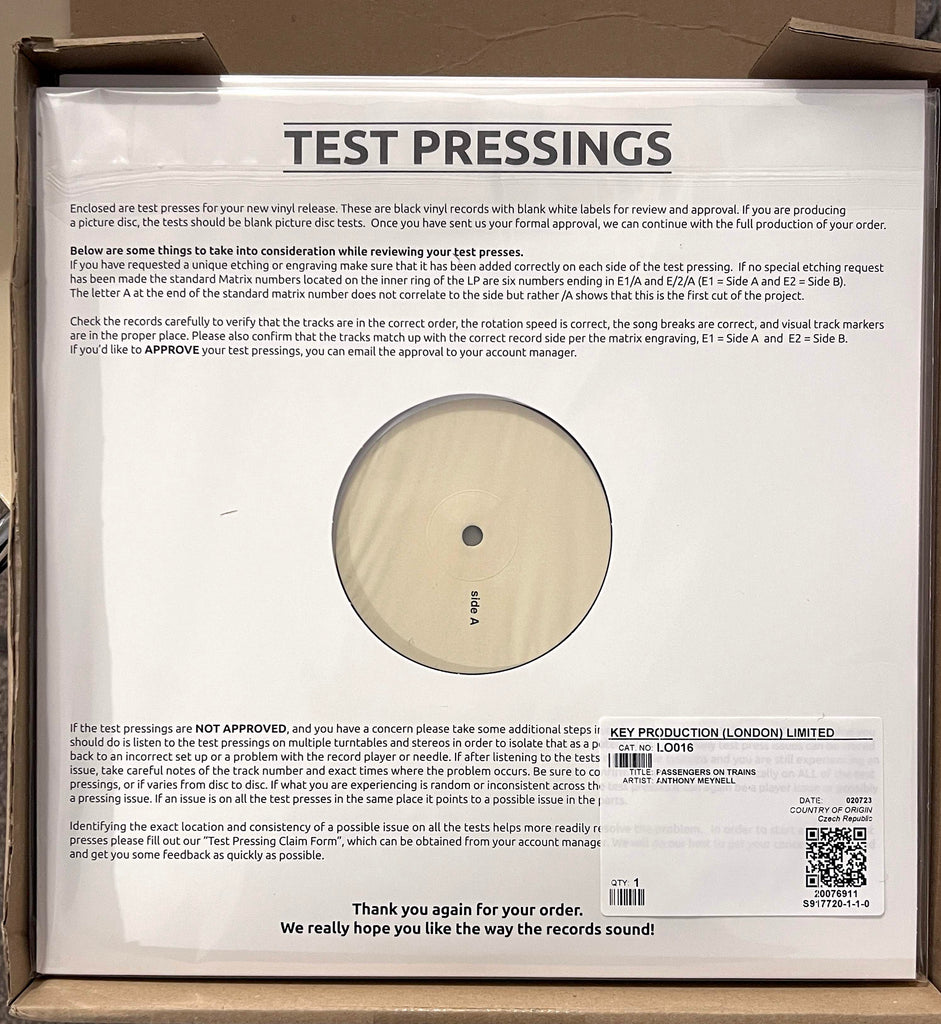 TEST PRESSINGS
Enclosed are test presses for your new vinyl release. These are black vinyl records with blank white labels for review and approval. If you are producing
a picture disc, the tests should be blank picture disc tests. Once you have sent us your formal approval, we can continue with the full production of your order.
Below are some things to take into consideration while reviewing your test presses.
If you have requested a unique etching or engraving make sure that it has been added correctly on each side of the test pressing. If no special etching request
has been made the standard Matrix numbers located on the inner ring of the LP are six numbers ending in E1/A and E/2/A (E1 = Side A and E2 = Side B).
The letter A at the end of the standard matrix number does not correlate to the side but rather /A shows that this is the first cut of the project.
Check the records carefully to verify that the tracks are in the correct order, the rotation speed is correct, the song breaks are correct, and visual track markers
are in the proper place. Please also confirm that the tracks match up with the correct record side per the matrix engraving, E1 = Side A and E2 = Side B.
If you'd like to APPROVE your test pressings, you can email the approval to your account manager.
side A
If the test pressings are NOT APPROVED, and you have a concern please take some additional steps
should do is listen to the test pressings on multiple turntables and stereos in order to isolate that as a
back to an incorrect set up or a problem with the record player or needle. If after listening to the tests
issue, take careful notes of the track number and exact times where the problem occurs. Be sure to
pressings, or if varies from disc to disc. If what you are experiencing is random or inconsistent across
a pressing issue. If an issue is on all the test presses in the same place it points to a possible issue in the
Identifying the exact location and consistency of a possible issue on all the tests helps more readily resolve the problem. In order to start a
presses please fill out our "Test Pressing Claim Form", which can be obtained from your account manager. We will do our best to get your
and get you some feedback as quickly as possible.
KEY PRODUCTION (LONDON) LIMITED
CAT. NO: I.O016
TITLE: PASSENGERS ON TRAINS
ARTIST: ANTHONY MEYNELL
DATE: 020723
COUNTRY OF ORIGIN
Czech Republic
QTY: 1
20076911
S917720-1-1-0
Thank you again for your order.
We really hope you like the way the records sound!